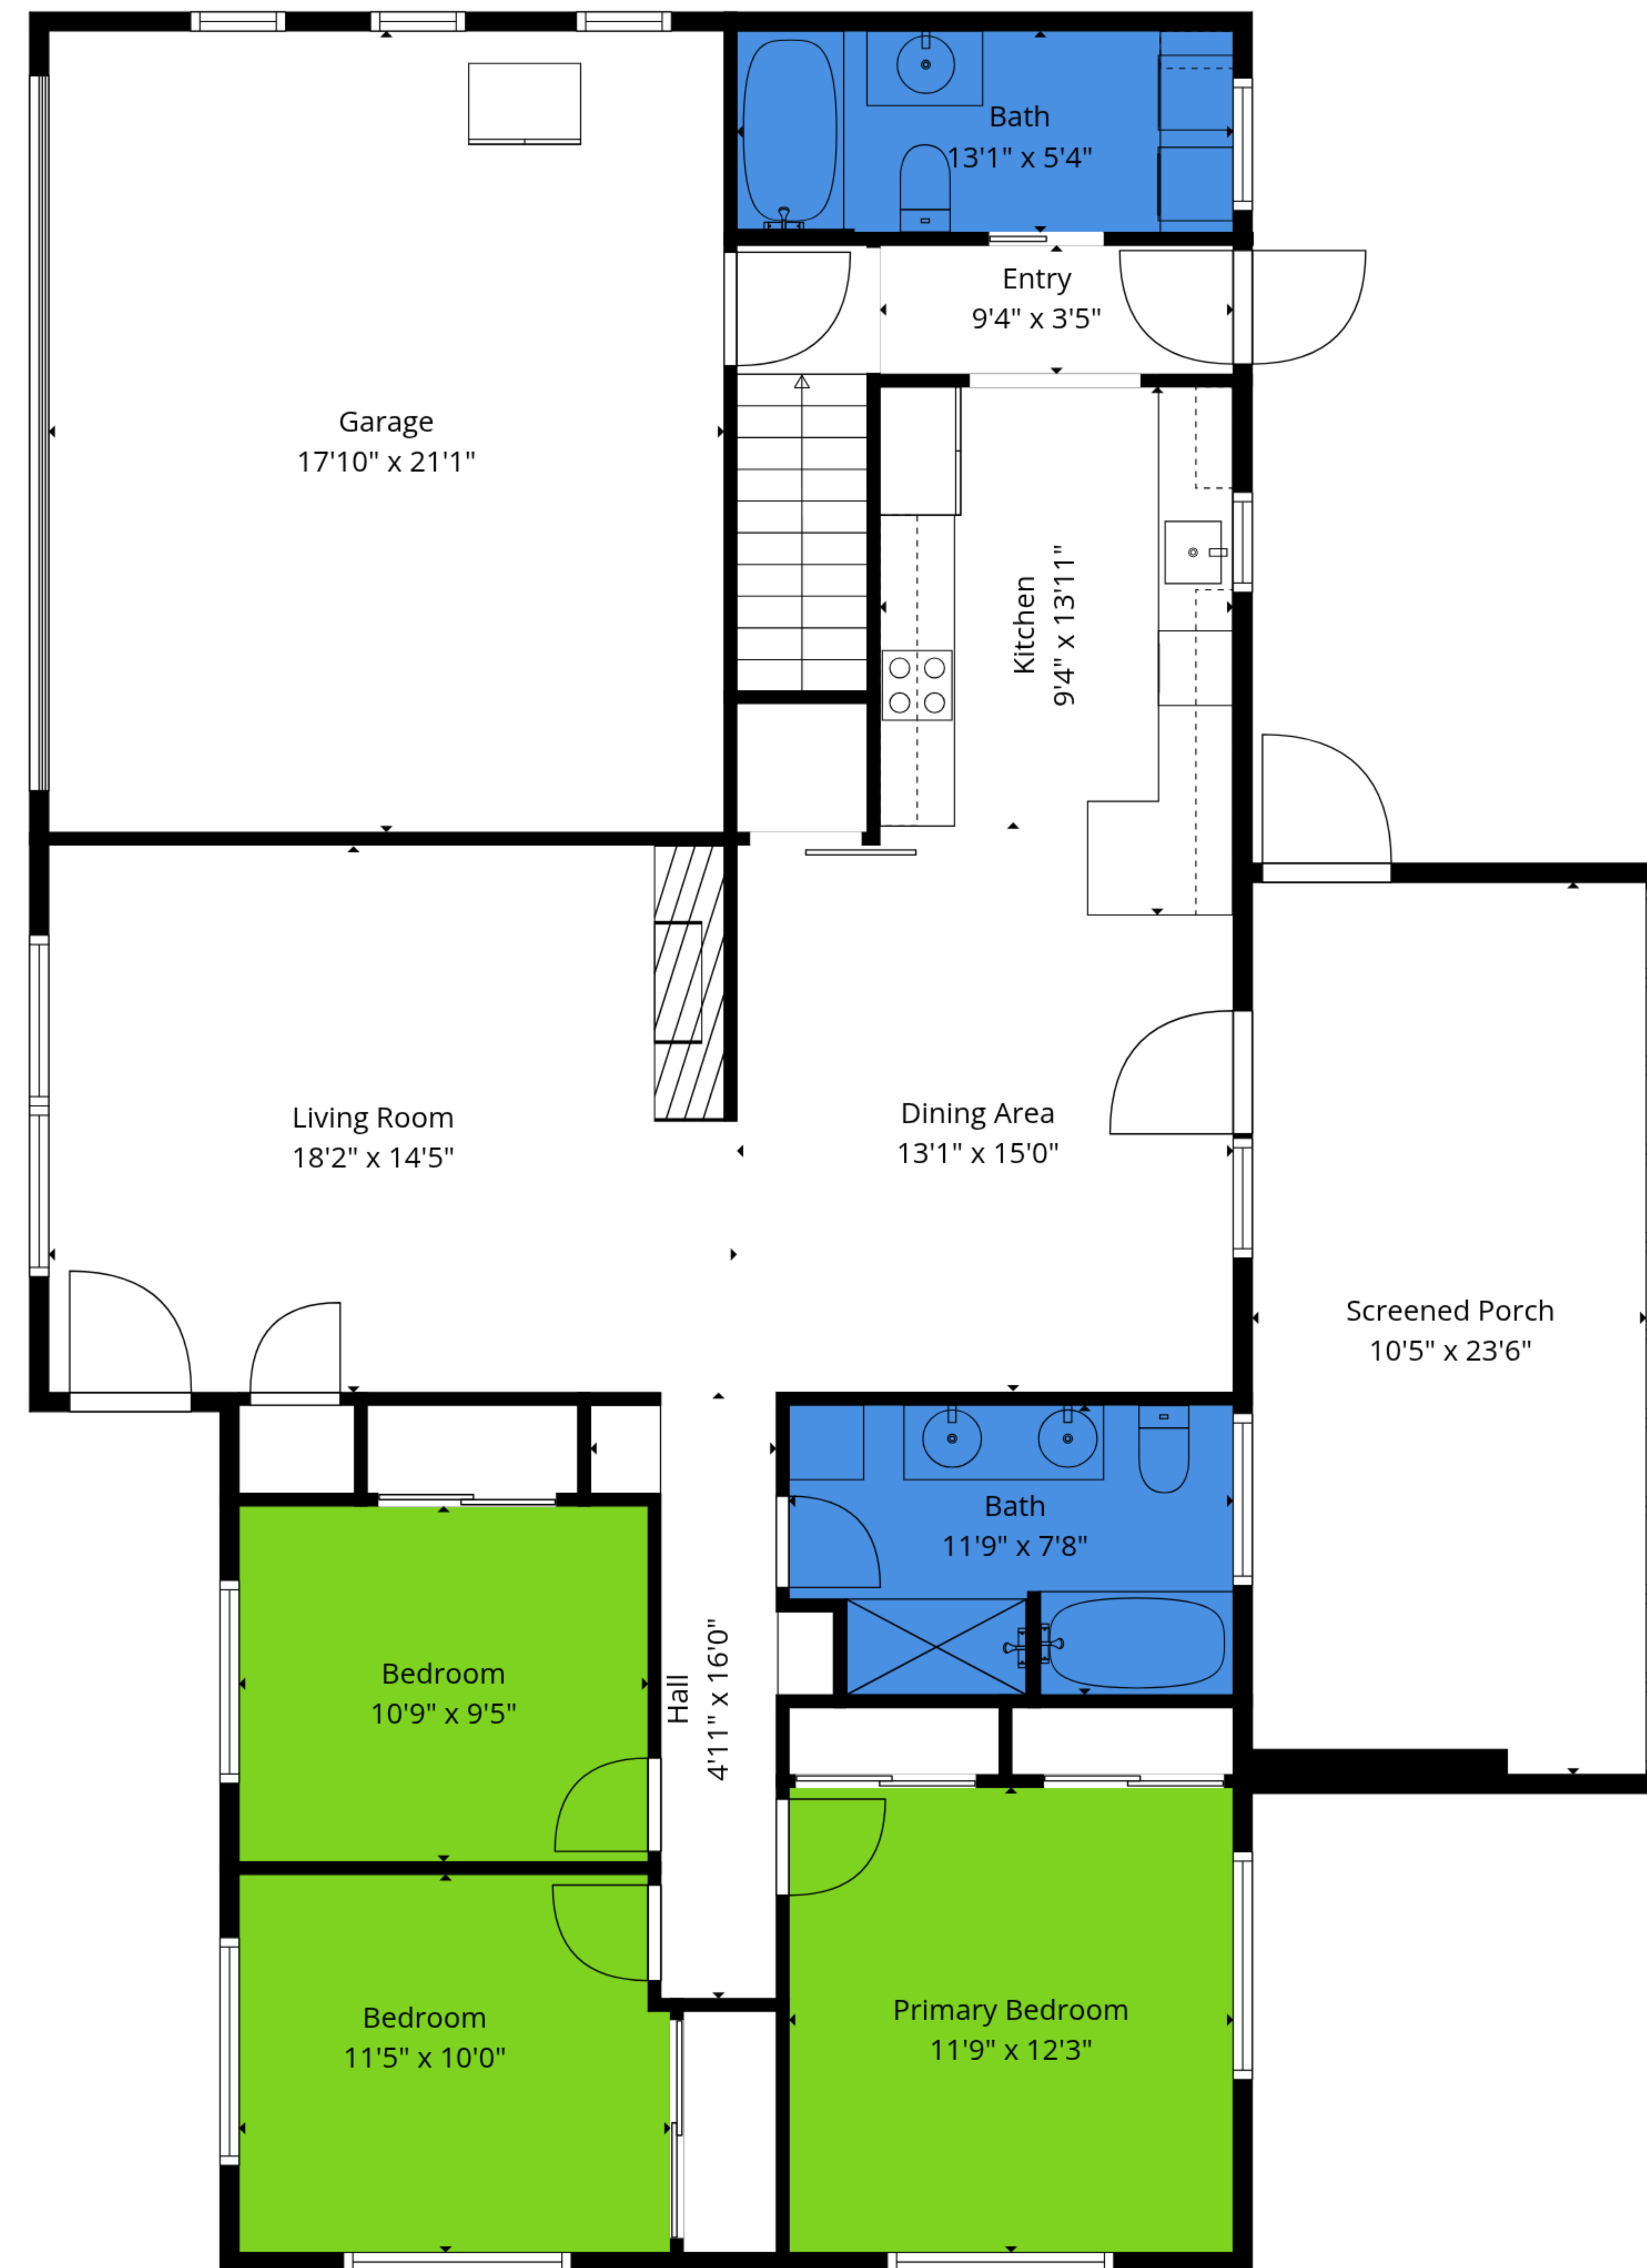 Bath
13'1" x 5'4"
Entry
9'4" x 3'5"
Garage
17'10" x 21'1"
Kitchen
9'4" x 13'11"
Living Room
18'2" x 14'5"
Dining Area
13'1" x 15'0"
Screened Porch
10'5" x 23'6"
Bath
11'9" x 7'8"
Bedroom
10'9" x 9'5"
Hall
4'11" x 16'0"
Primary Bedroom
11'9" x 12'3"
Bedroom
11'5" x 10'0"